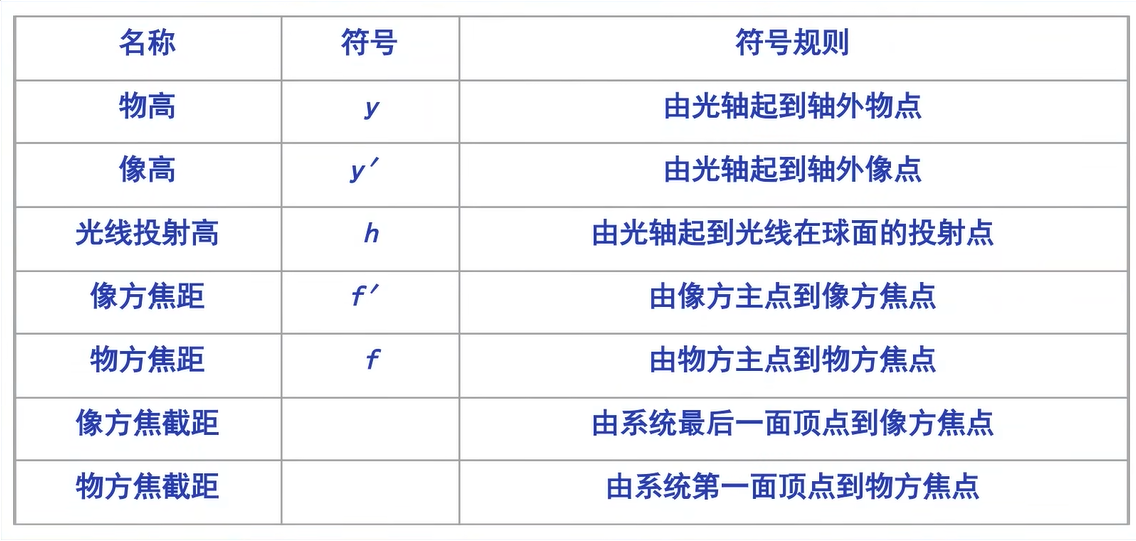 名称 符号 符号规则
物高 y 由光轴起到轴外物点
像高 y′ 由光轴起到轴外像点
光线投射高 h 由光轴起到光线在球面的投射点
像方焦距 f′ 由像方主点到像方焦点
物方焦距 f 由物方主点到物方焦点
像方焦截距 由系统最后一面顶点到像方焦点
物方焦截距 由系统第一面顶点到物方焦点